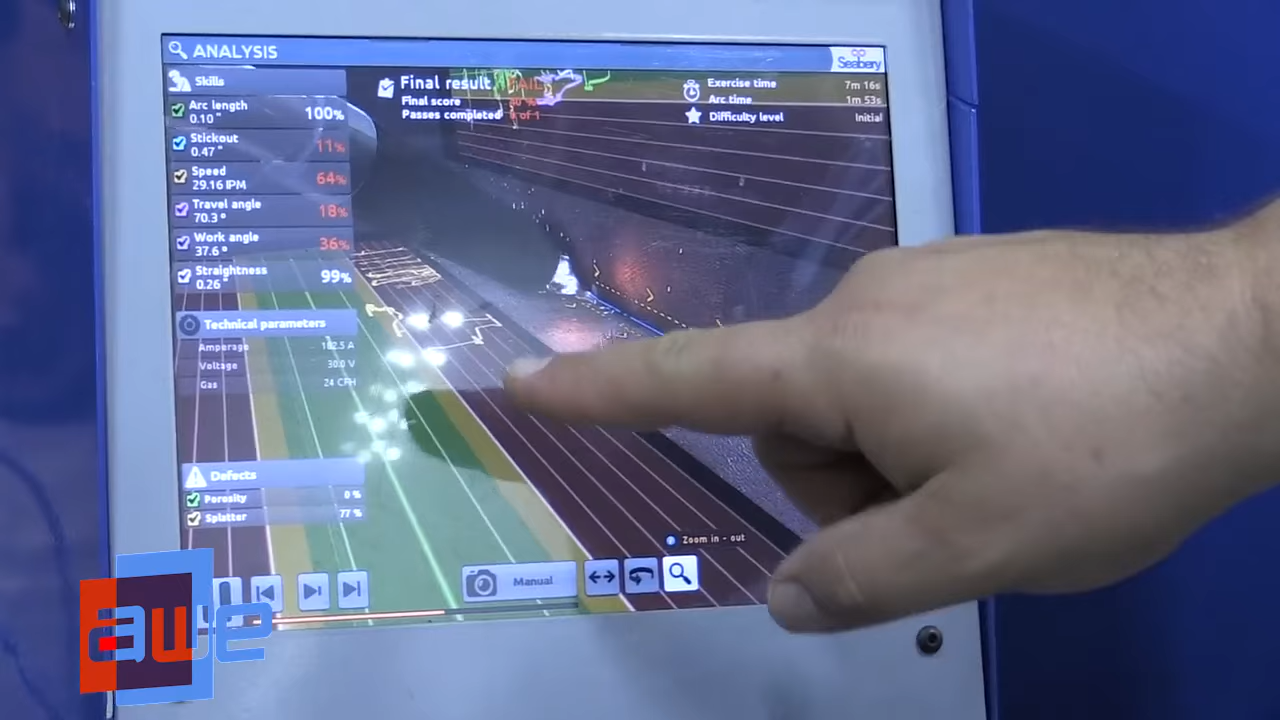 ANALYSIS
Seabery
Skills
Arc length
0.10 "
100%
Stickout
0.47 "
11%
Speed
29.16 IPM
64%
Travel angle
70.3 °
18%
Work angle
37.6 °
36%
Straightness
0.26 "
99%
Final result
Final score
Passes completed
of 1
Exercise time 7m 16s
Arc time 1m 53s
Difficulty level Initial
Technical parameters
Amperage
Voltage 30.0 V
Gas 24 CFH
Defects
Porosity 0 %
Splatter 77 %
Zoom in - out
Manual
awe